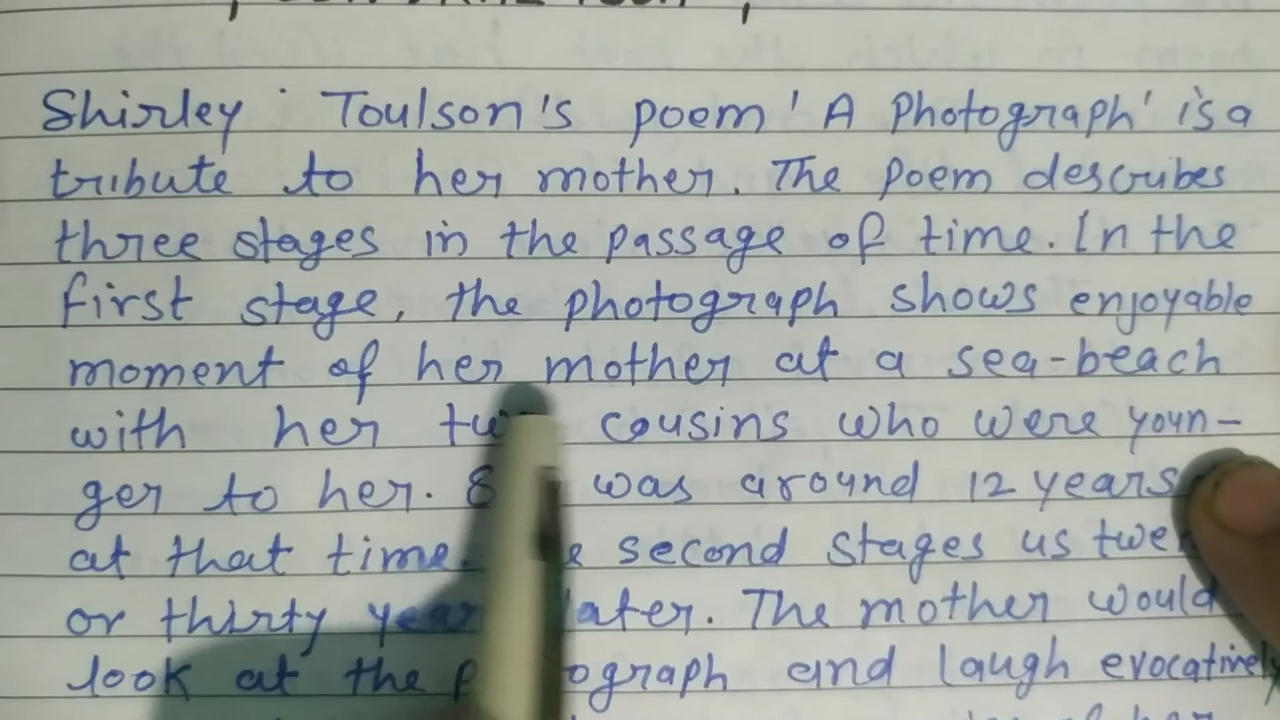 Shirley Toulson's poem 'A Photograph' is a
tribute to her mother. The poem describes
three stages in the passage of time. In the
first stage, the photograph shows enjoyable
moment of her mother at a sea-beach
with her cousins who were youn-
ger to her. was around 12 years
at that time. second stages us
or thirty later. The mother would
look at the and laugh evocatively